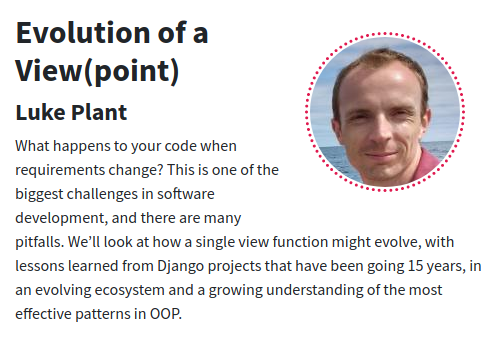 Evolution of a
View(point)
Luke Plant
What happens to your code when
requirements change? This is one of the
biggest challenges in software
development, and there are many
pitfalls. We’ll look at how a single view function might evolve, with
lessons learned from Django projects that have been going 15 years, in
an evolving ecosystem and a growing understanding of the most
effective patterns in OOP.